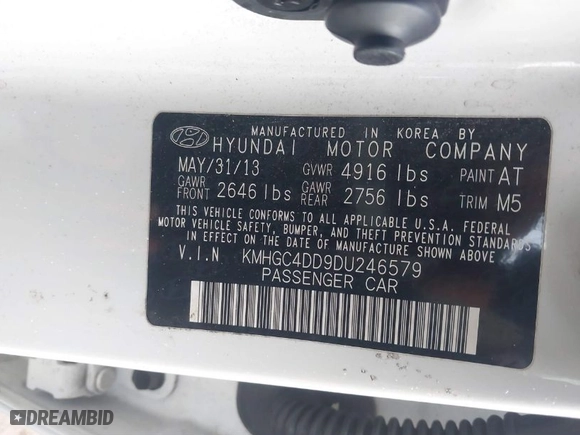 MANUFACTURED IN KOREA BY
HYUNDAI MOTOR COMPANY
MAY/31/13 GVWR 4916 lbs PAINT AT
GAWR FRONT 2646 lbs GAWR REAR 2756 lbs TRIM M5
THIS VEHICLE CONFORMS TO ALL APPLICABLE U.S.A. FEDERAL
MOTOR VEHICLE SAFETY, BUMPER, AND THEFT PREVENTION STANDARDS
IN EFFECT ON THE DATE OF MANUFACTURE SHOWN ABOVE
V.I.N KMHGC4DD9DU246579
PASSENGER CAR
DREAMBID